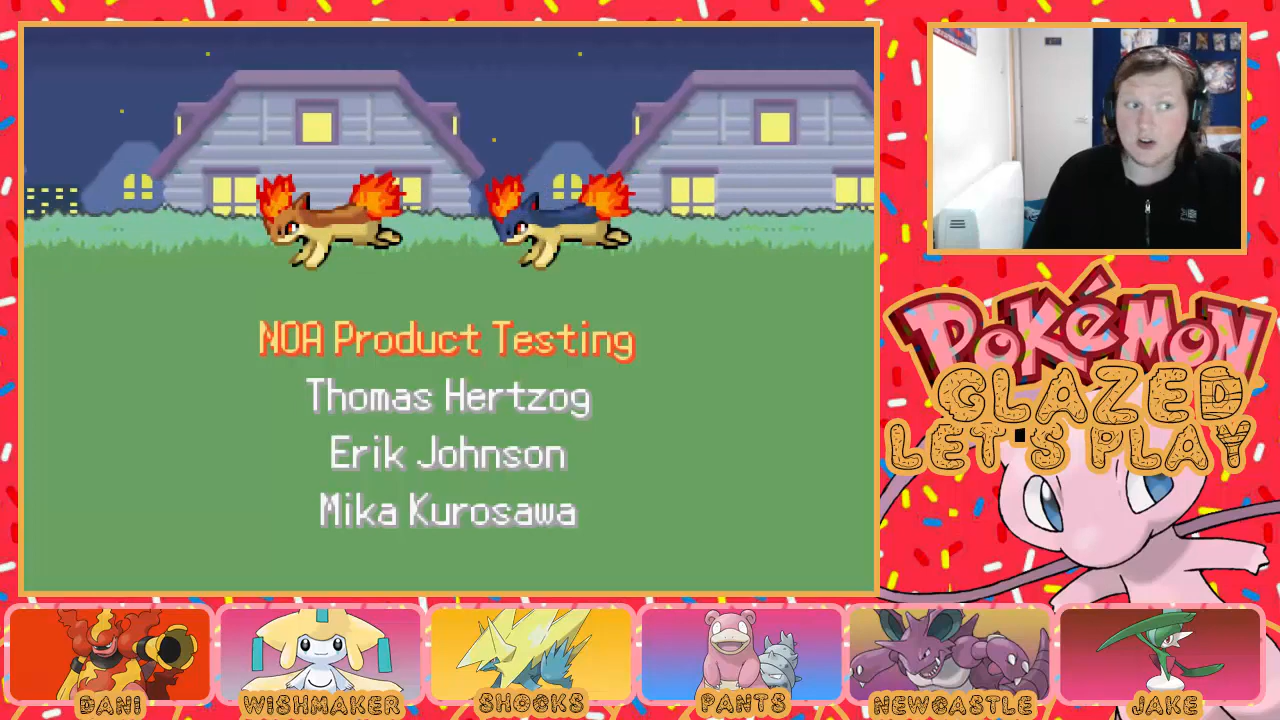 NOA Product Testing
Thomas Hertzog
Erik Johnson
Mika Kurosawa
POKéMON
GLAZED
LET'S PLAY
DANI
WISHMAKER
SHOCKS
PANTS
NEWCASTLE
JAKE